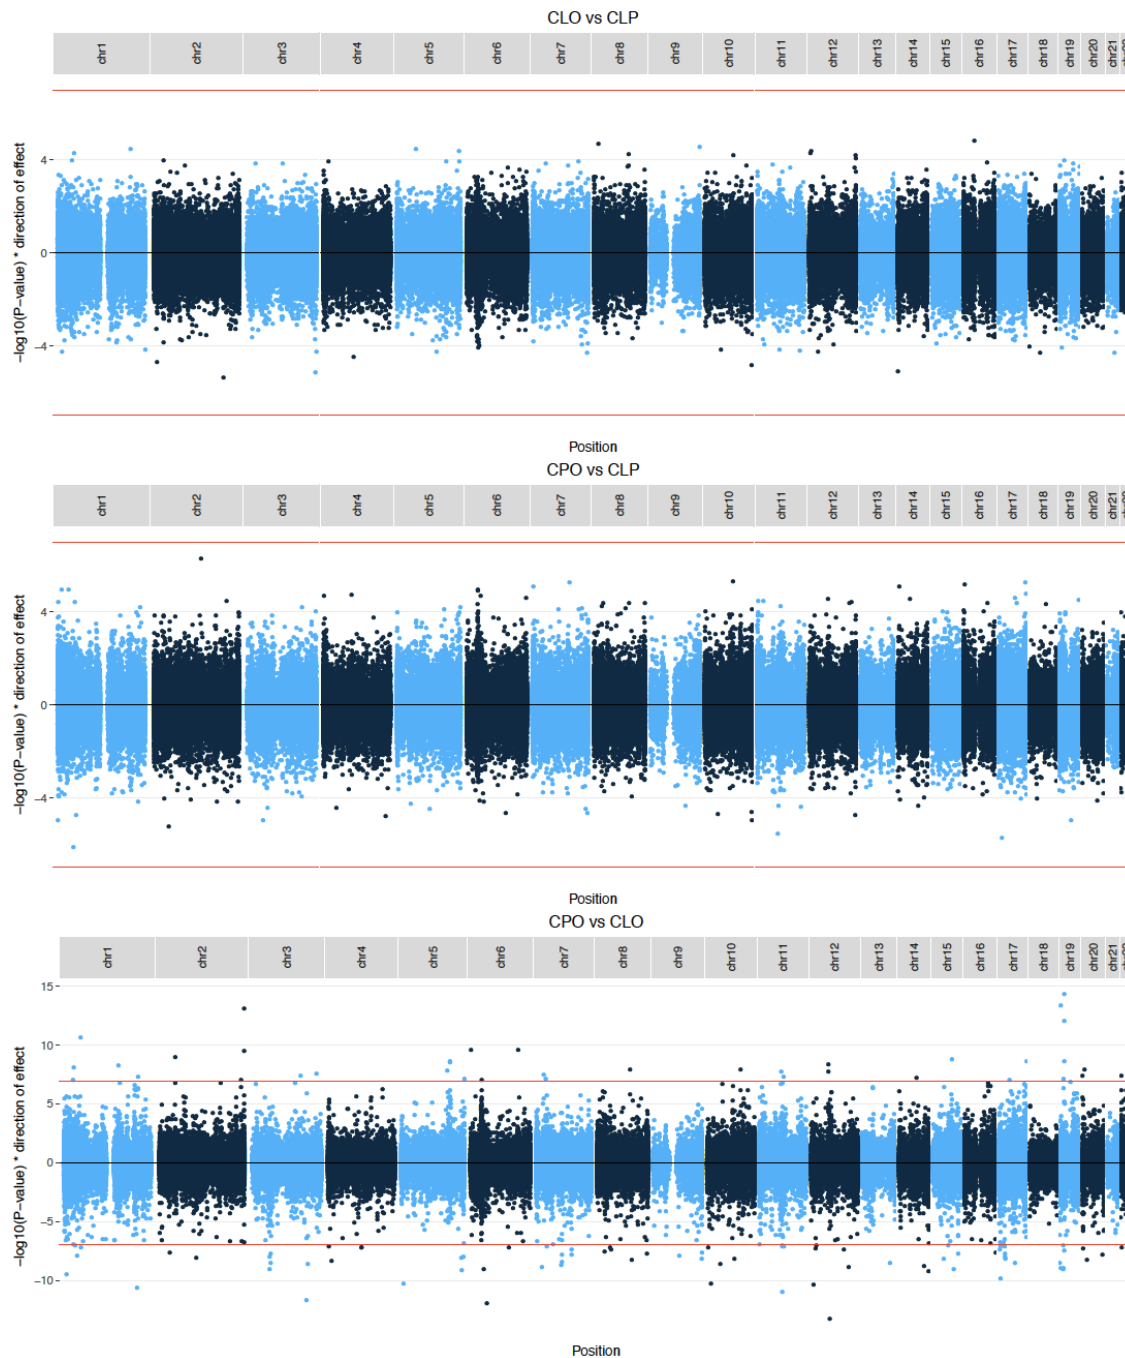 CLO vs CLP
chr1 chr2 chr3 chr4 chr5 chr6 chr7 chr8 chr9 chr10 chr11 chr12 chr13 chr14 chr15 chr16 chr17 chr18 chr19 chr20 chr21
−log10(P-value) * direction of effect
4
0
−4
Position
CPO vs CLP
chr1 chr2 chr3 chr4 chr5 chr6 chr7 chr8 chr9 chr10 chr11 chr12 chr13 chr14 chr15 chr16 chr17 chr18 chr19 chr20 chr21
−log10(P-value) * direction of effect
4
0
−4
Position
CPO vs CLO
chr1 chr2 chr3 chr4 chr5 chr6 chr7 chr8 chr9 chr10 chr11 chr12 chr13 chr14 chr15 chr16 chr17 chr18 chr19 chr20 chr21
−log10(P-value) * direction of effect
15
10
5
0
−5
−10
Position